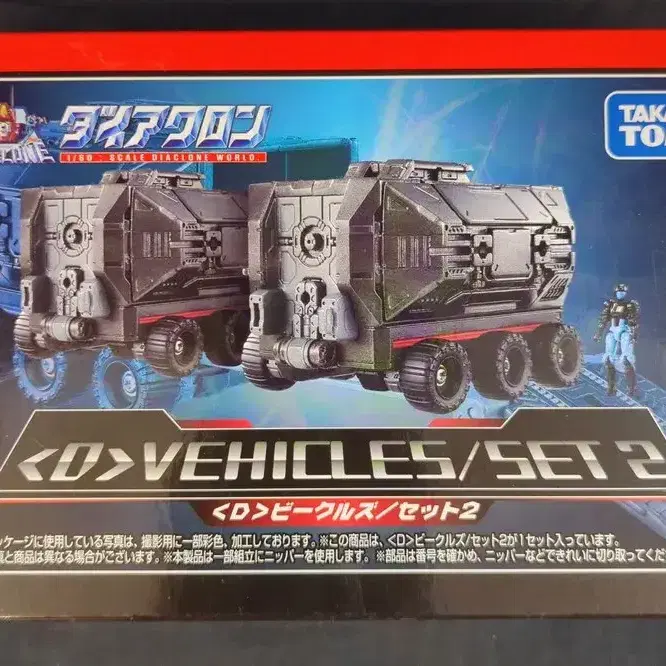 ダイアクロン
1/60 - SCALE DIACLONE WORLD
TAKA
TO
<D>VEHICLES/SET 2
<D>ビークルズ/セット2
ッケージに使用している写真は、撮影用に一部彩色、加工しております。※この商品は、<D>ビークルズ/セット2が1セット入っています。
真と商品は異なる場合がございます。※本製品は一部組立にニッパーを使用します。※部品は番号を確かめ、ニッパーなどできれいに切り取ってくだ